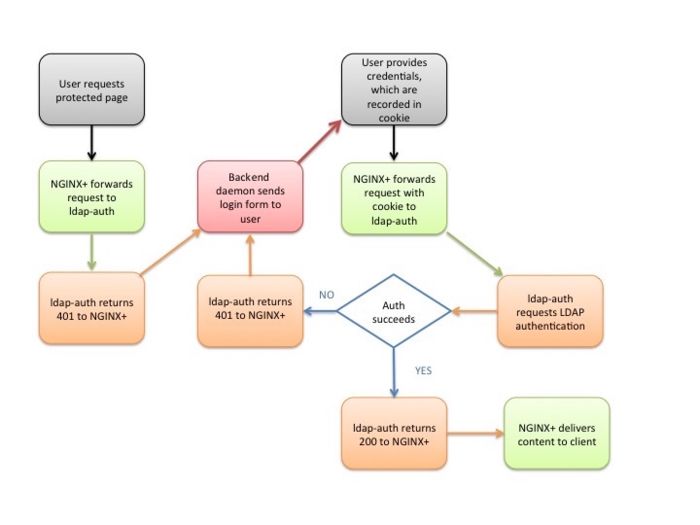 User requests
protected page
User provides
credentials,
which are
recorded in
cookie
NGINX+ forwards
request to
ldap-auth
Backend
daemon sends
login form to
user
NGINX+ forwards
request with
cookie to
ldap-auth
ldap-auth returns
401 to NGINX+
ldap-auth returns
401 to NGINX+
NO
Auth
succeeds
ldap-auth
requests LDAP
authentication
YES
ldap-auth returns
200 to NGINX+
NGINX+ delivers
content to client